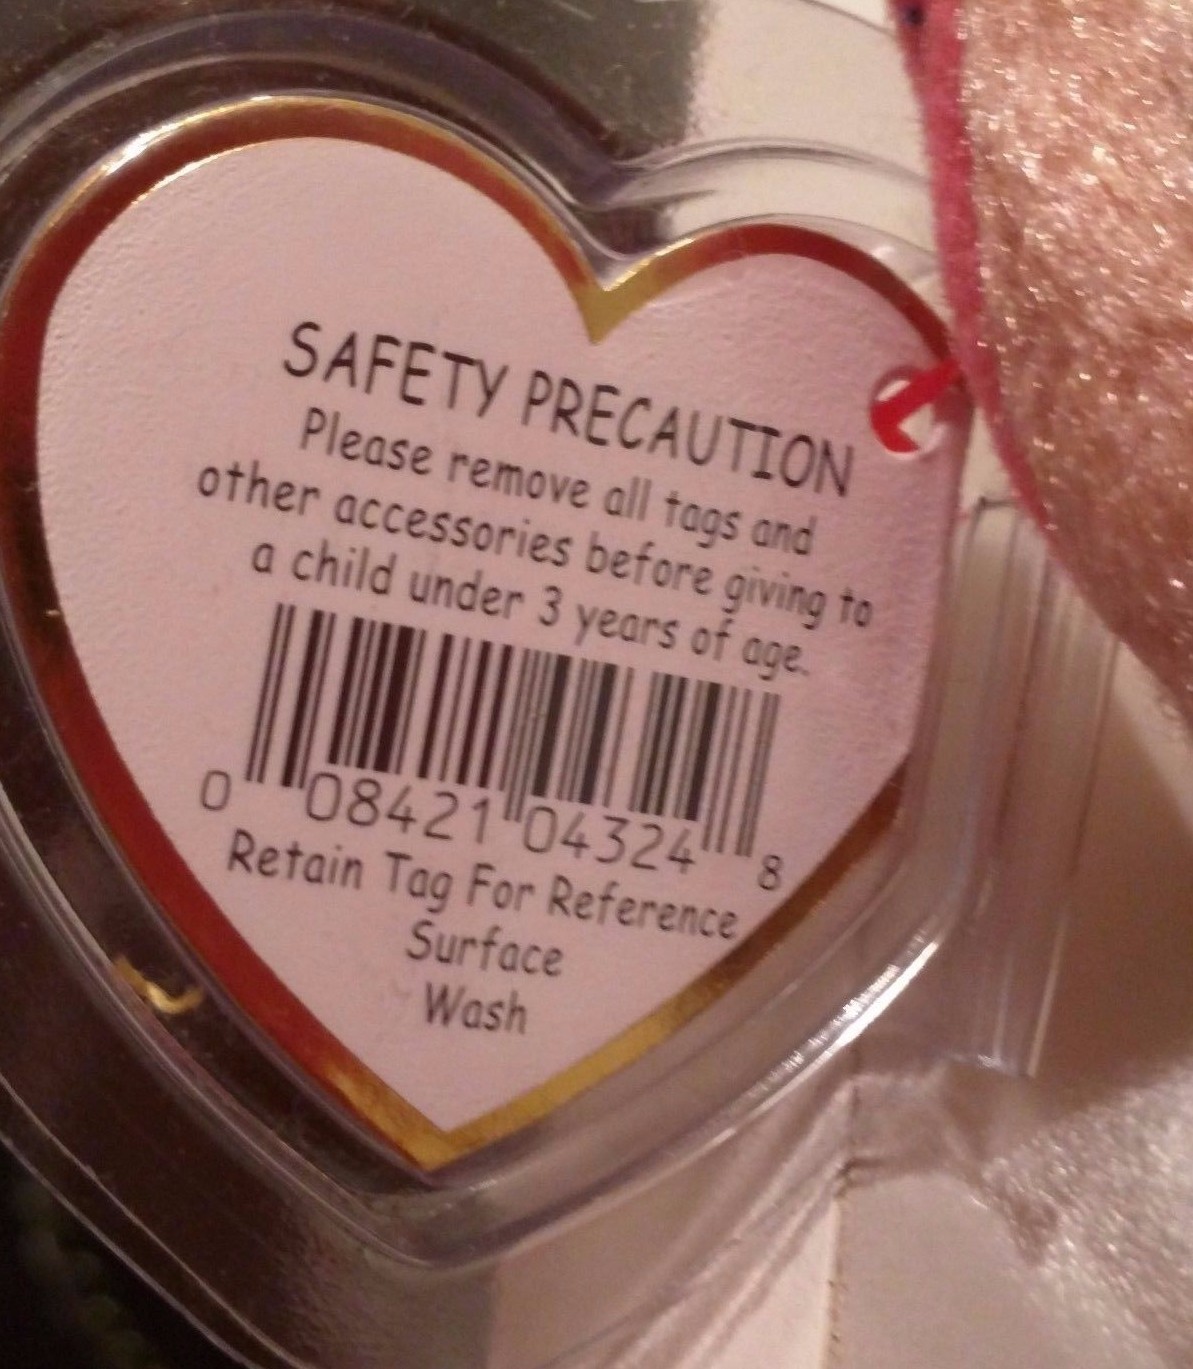 SAFETY PRECAUTION
Please remove all tags and
other accessories before giving to
a child under 3 years of age.
0 08421 04324 8
Retain Tag For Reference
Surface
Wash